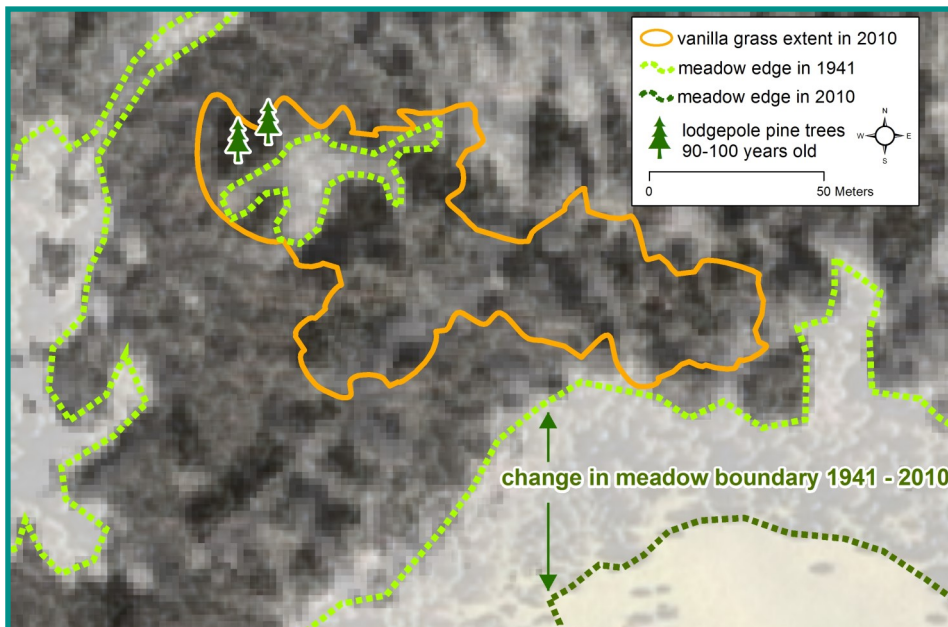 vanilla grass extent in 2010
meadow edge in 1941
meadow edge in 2010
lodgepole pine trees
90-100 years old
N
W E
S
0 50 Meters
change in meadow boundary 1941 - 2010